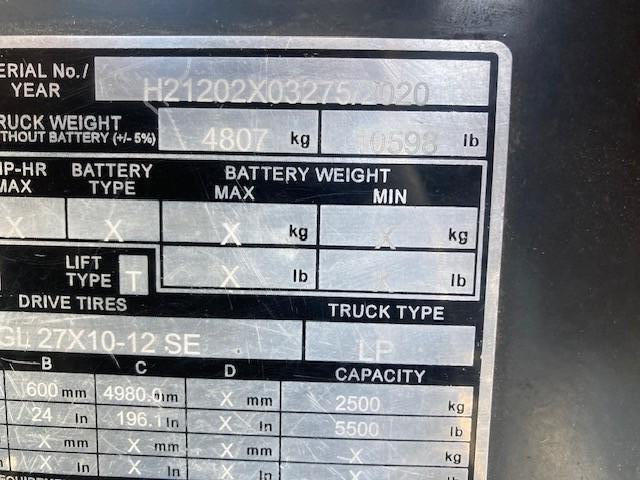 ERIAL No./
YEAR
H21202X03275/2020
RUCK WEIGHT
THOUT BATTERY (+/- 5%)
4807 kg
10598 lb
MP-HR
MAX
BATTERY
TYPE
BATTERY WEIGHT
MAX
MIN
X X X kg X kg
LIFT
TYPE T
X lb X lb
DRIVE TIRES
TRUCK TYPE
GL 27X10-12 SE
LP
B C D CAPACITY
600 mm 4980.0 mm X mm 2500 kg
24 In 196.1 In X In 5500 lb
X mm X mm X mm X kg
X In X In X In X lb